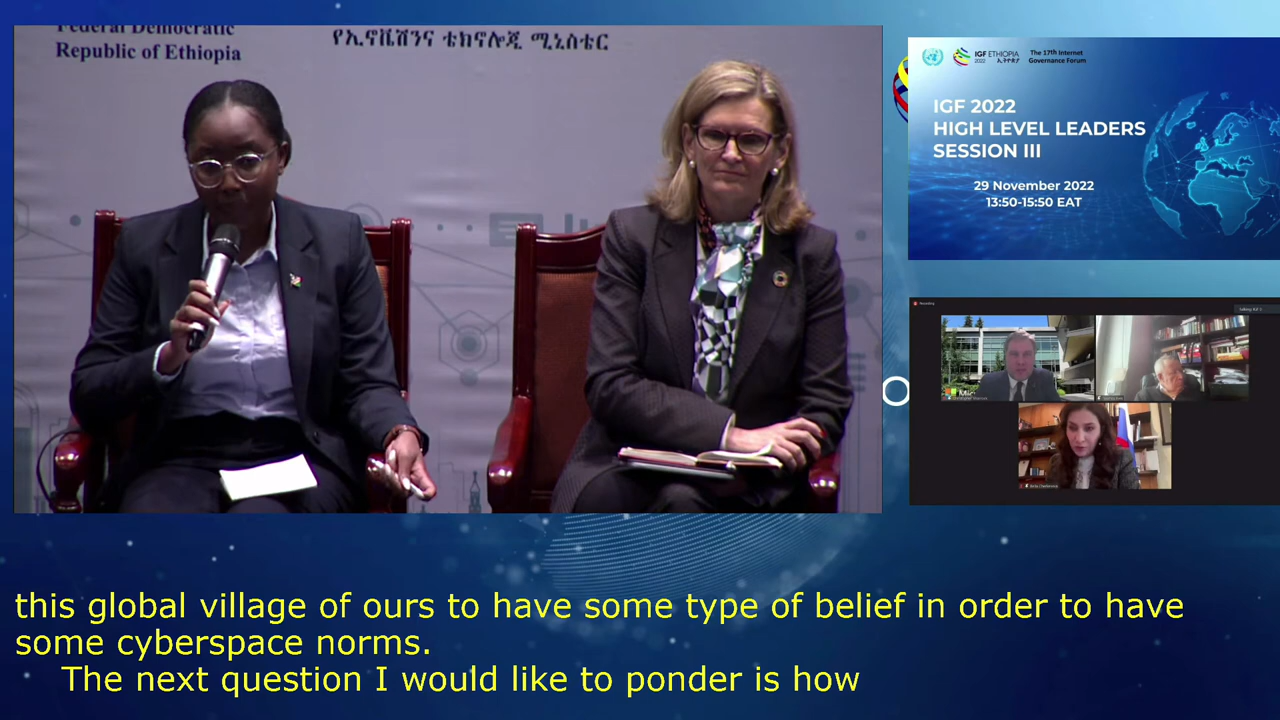 Federal Democratic
Republic of Ethiopia
የኢኖቬሽንና ቴክኖሎጂ ሚኒስቴር
IGF ETHIOPIA
2022 ኢትዮጵያ
The 17th Internet
Governance Forum
IGF 2022
HIGH LEVEL LEADERS
SESSION III
29 November 2022
13:50-15:50 EAT
Recording
this global village of ours to have some type of belief in order to have
some cyberspace norms.
The next question I would like to ponder is how